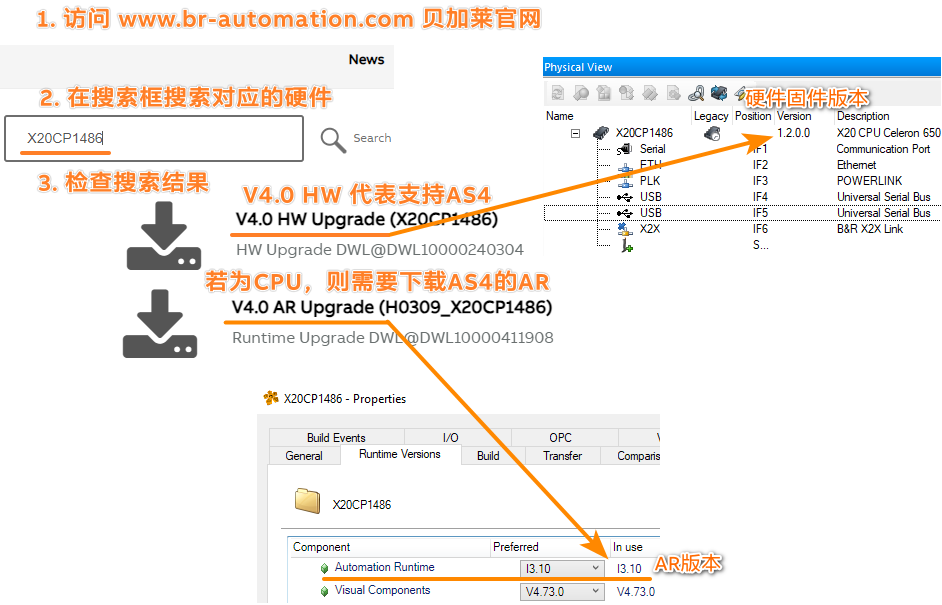 1. 访问 www.br-automation.com 贝加莱官网
News
2. 在搜索框搜索对应的硬件
X20CP1486
Search
3. 检查搜索结果
V4.0 HW 代表支持AS4
V4.0 HW Upgrade (X20CP1486)
HW Upgrade DWL@DWL10000240304
若为CPU，则需要下载AS4的AR
V4.0 AR Upgrade (H0309_X20CP1486)
Runtime Upgrade DWL@DWL10000411908
Physical View
硬件固件版本
Name Legacy Position Version Description
X20CP1486 1.2.0.0 X20 CPU Celeron 650
Serial IF1 Communication Port
ETH IF2 Ethernet
PLK IF3 POWERLINK
USB IF4 Universal Serial Bus
USB IF5 Universal Serial Bus
X2X IF6 B&R X2X Link
S...
X20CP1486 - Properties
Build Events I/O OPC
General Runtime Versions Build Transfer Comparis
X20CP1486
Component Preferred In use
Automation Runtime I3.10 I3.10 AR版本
Visual Components V4.73.0 V4.73.0